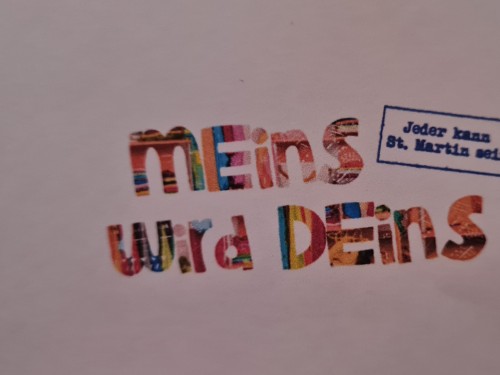 MEins
wird DEins
Jeder kann
St. Martin sei